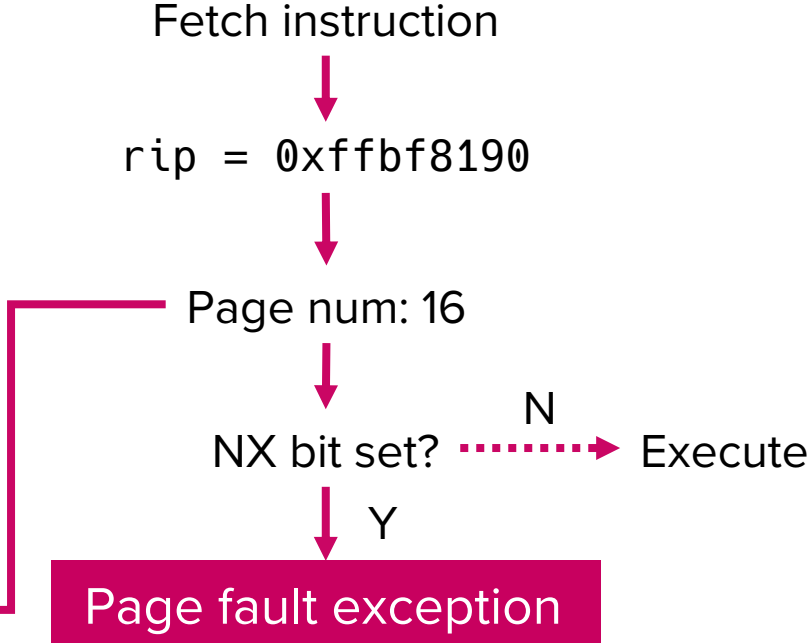 Fetch instruction
rip = 0xffbf8190
Page num: 16
N
NX bit set?
Execute
Y
Page fault exception